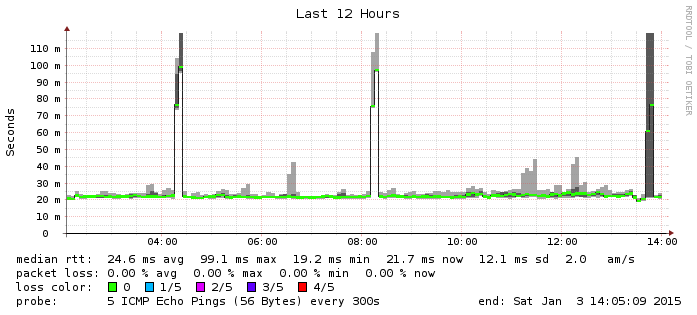 Last 12 Hours
RRDTOOL / TOBI OETIKER
Seconds
110 m
100 m
90 m
80 m
70 m
60 m
50 m
40 m
30 m
20 m
10 m
0
04:00 06:00 08:00 10:00 12:00 14:00
median rtt: 24.6 ms avg 99.1 ms max 19.2 ms min 21.7 ms now 12.1 ms sd 2.0 am/s
packet loss: 0.00 % avg 0.00 % max 0.00 % min 0.00 % now
loss color: 0 1/5 2/5 3/5 4/5
probe: 5 ICMP Echo Pings (56 Bytes) every 300s end: Sat Jan 3 14:05:09 2015